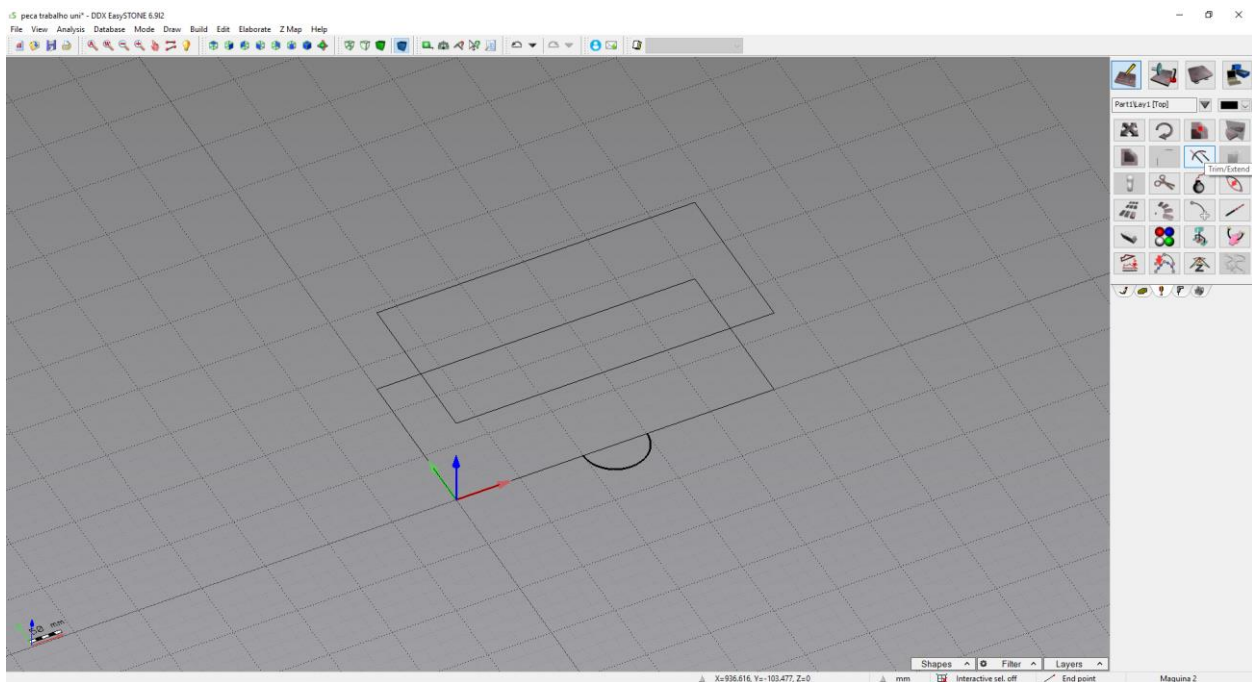 peca trabalho uni* - DDX EasySTONE 6.9I2
File View Analysis Database Mode Draw Build Edit Elaborate Z Map Help
Part1\Lay1 [Top]
Trim/Extend
50 mm
Shapes Filter Layers
X=936.616, Y=-103.477, Z=0 mm Interactive sel. off End point Maquina 2